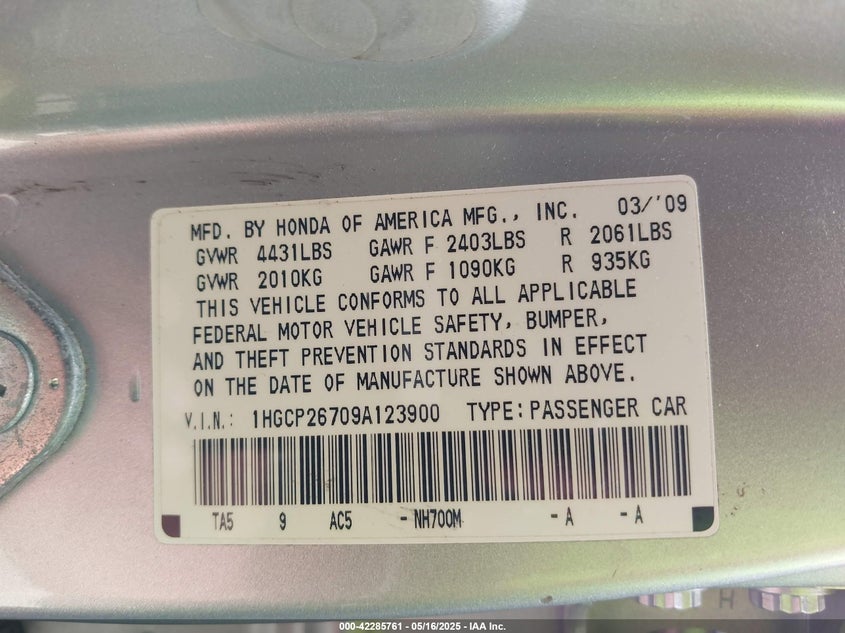 MFD. BY HONDA OF AMERICA MFG., INC. 03/'09
GVWR 4431LBS GAWR F 2403LBS R 2061LBS
GVWR 2010KG GAWR F 1090KG R 935KG
THIS VEHICLE CONFORMS TO ALL APPLICABLE
FEDERAL MOTOR VEHICLE SAFETY, BUMPER,
AND THEFT PREVENTION STANDARDS IN EFFECT
ON THE DATE OF MANUFACTURE SHOWN ABOVE.
V.I.N.: 1HGCP26709A123900 TYPE: PASSENGER CAR
TA5 9 AC5 - NH700M - A - A
H
000-42285761 - 05/16/2025 - IAA Inc.